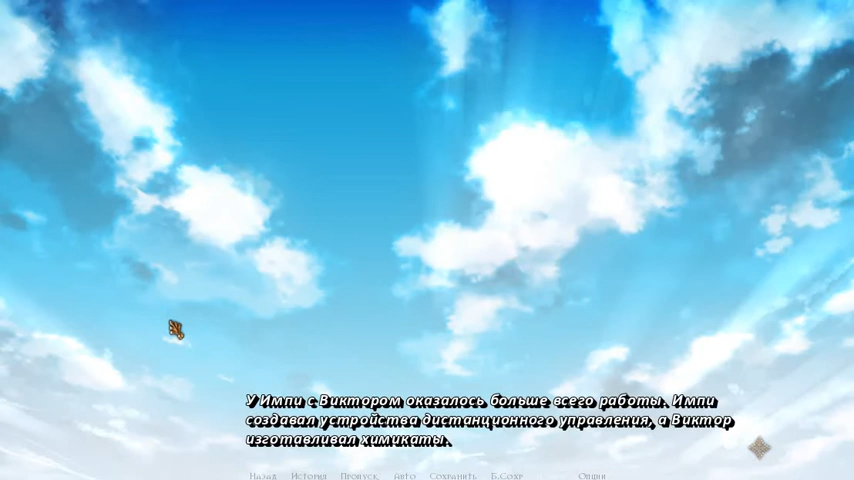 У Импи с Виктором оказалось больше всего работы. Импи
создавал устройства дистанционного управления, а Виктор
изготавливал химикаты.
Назад История Пропуск Авто Сохранить Б.Сохр Опции